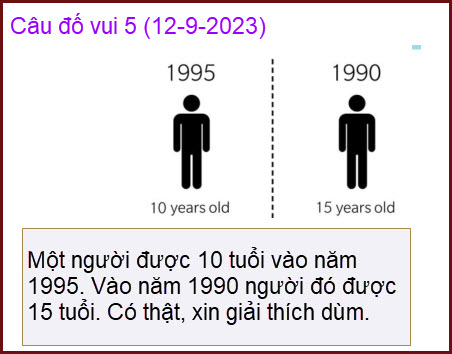 Câu đố vui 5 (12-9-2023)
1995
1990
10 years old
15 years old
Một người được 10 tuổi vào năm
1995. Vào năm 1990 người đó được
15 tuổi. Có thật, xin giải thích dùm.